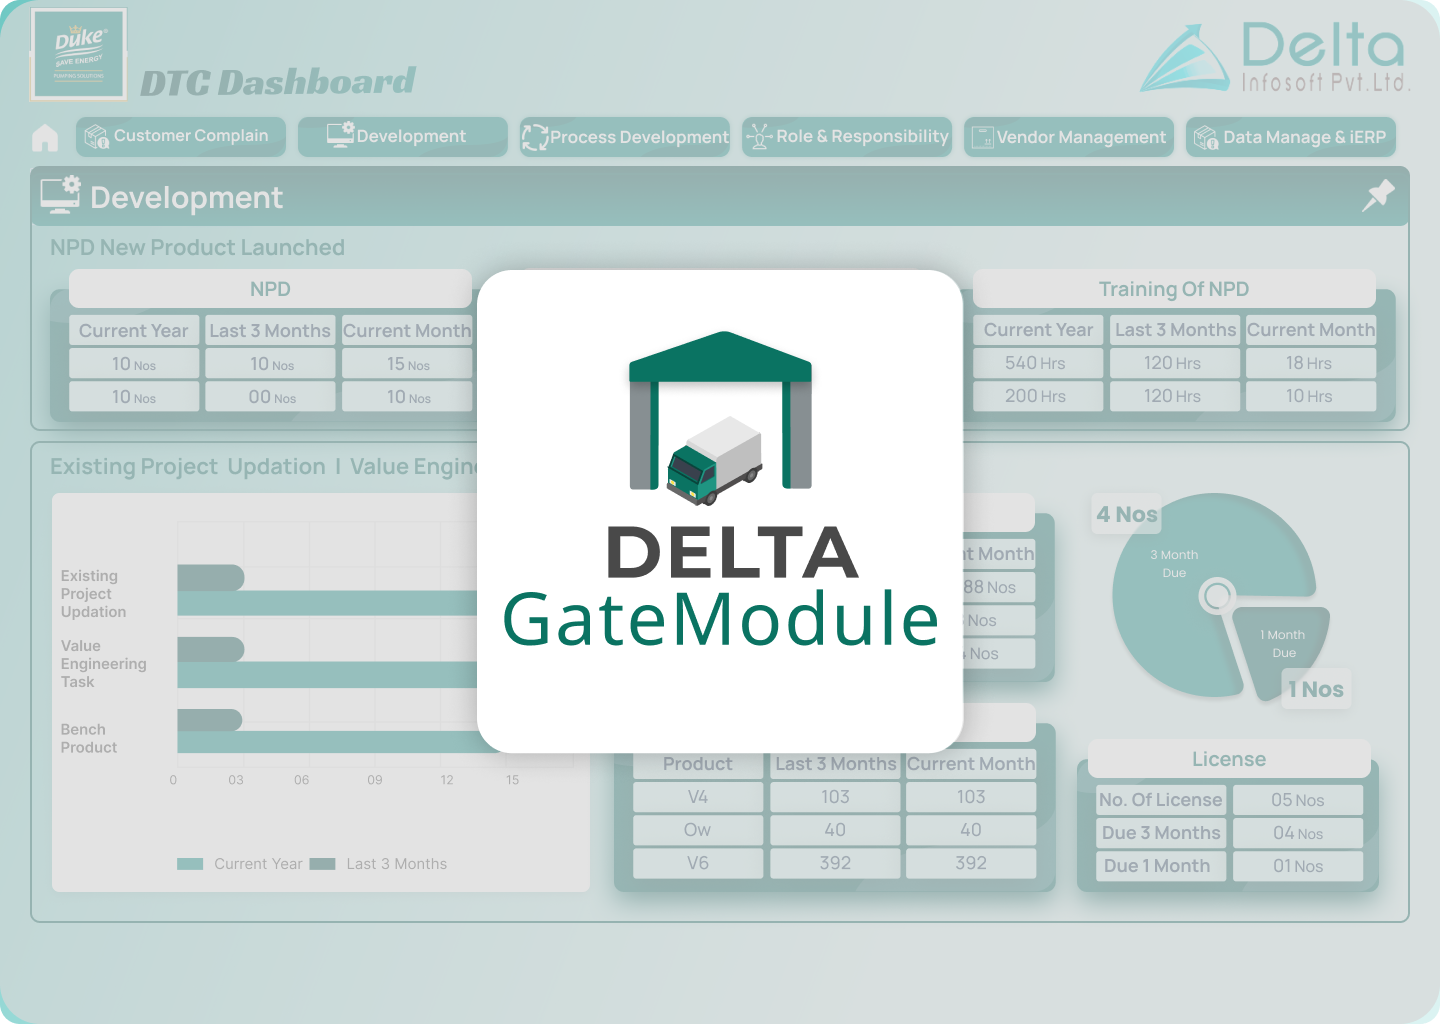 Duke®
SAVE ENERGY
PUMPING SOLUTIONS
DTC Dashboard
Delta
Infosoft Pvt.Ltd.
Customer Complain
Development
Process Development
Role & Responsibility
Vendor Management
Data Manage & iERP
Development
NPD New Product Launched
NPD
Current Year Last 3 Months Current Month
10 Nos 10 Nos 15 Nos
10 Nos 00 Nos 10 Nos
Training Of NPD
Current Year Last 3 Months Current Month
540 Hrs 120 Hrs 18 Hrs
200 Hrs 120 Hrs 10 Hrs
DELTA
GateModule
Existing Project Updation | Value Engin
Existing
Project
Updation
Value
Engineering
Task
Bench
Product
0 03 06 09 12 15
Current Year Last 3 Months
Month
88 Nos
Nos
Nos
Product Last 3 Months Current Month
V4 103 103
Ow 40 40
V6 392 392
4 Nos
3 Month
Due
1 Month
Due
1 Nos
License
No. Of License 05 Nos
Due 3 Months 04 Nos
Due 1 Month 01 Nos